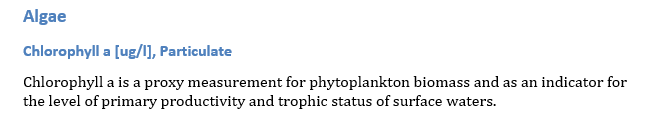 Algae
Chlorophyll a [ug/l], Particulate
Chlorophyll a is a proxy measurement for phytoplankton biomass and as an indicator for
the level of primary productivity and trophic status of surface waters.